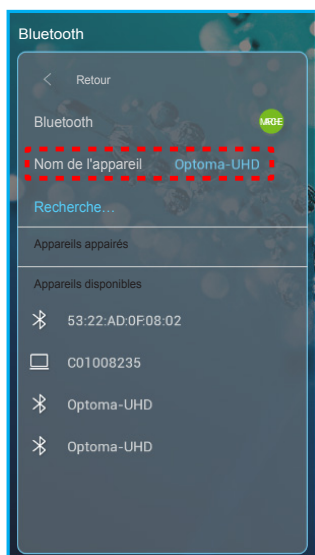 Bluetooth
Retour
Bluetooth MARCHE
Nom de l'appareil Optoma-UHD
Recherche…
Appareils appairés
Appareils disponibles
53:22:AD:0F:08:02
C01008235
Optoma-UHD
Optoma-UHD